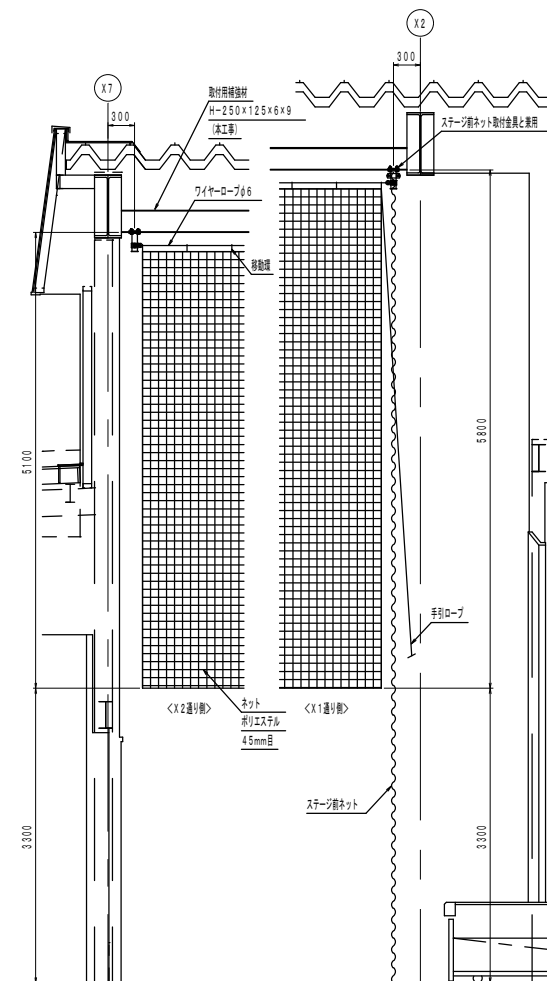 X2
300
X7
300
取付用補強材
H-250×125×6×9
(本工事)
ステージ前ネット取付金具と兼用
ワイヤーロープφ6
移動環
5100
5800
手引ロープ
<X2通り側>
ネット
ポリエステル
45mm目
<X1通り側>
ステージ前ネット
3300
3300